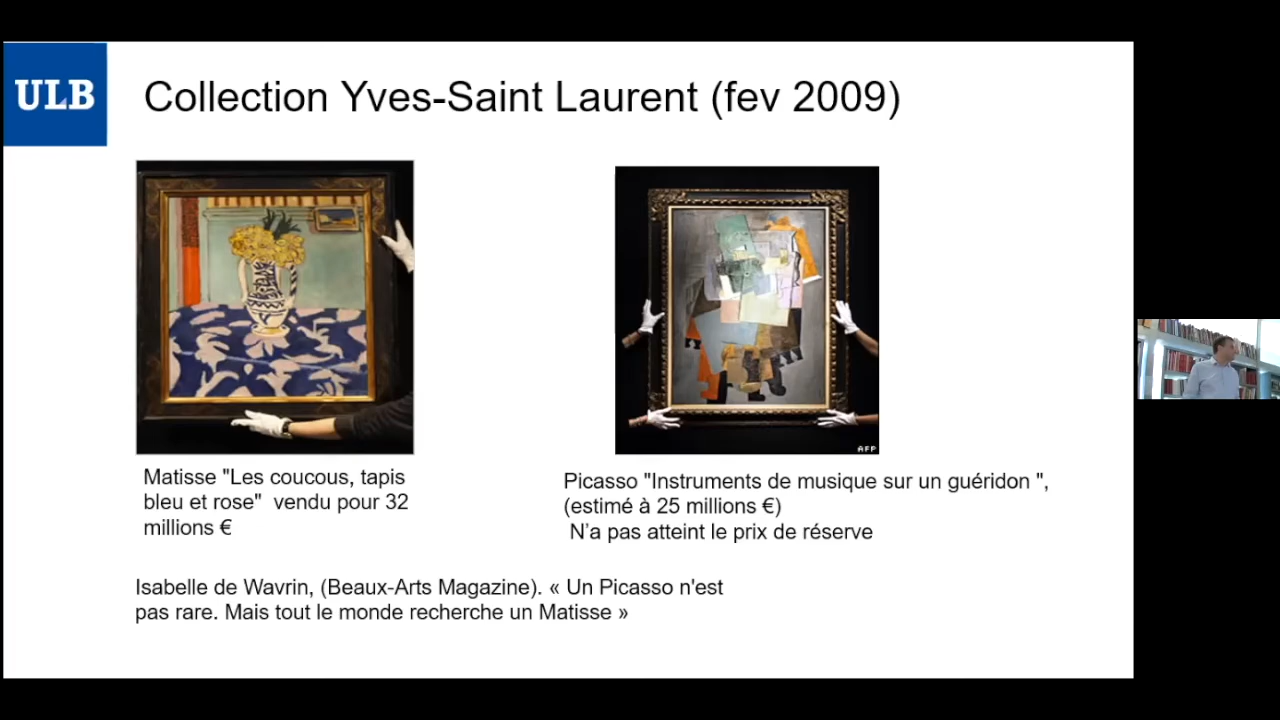 ULB
Collection Yves-Saint Laurent (fev 2009)
AFP
Matisse "Les coucous, tapis
bleu et rose"  vendu pour 32
millions €
Picasso "Instruments de musique sur un guéridon ",
(estimé à 25 millions €)
N’a pas atteint le prix de réserve
Isabelle de Wavrin, (Beaux-Arts Magazine). « Un Picasso n'est
pas rare. Mais tout le monde recherche un Matisse »